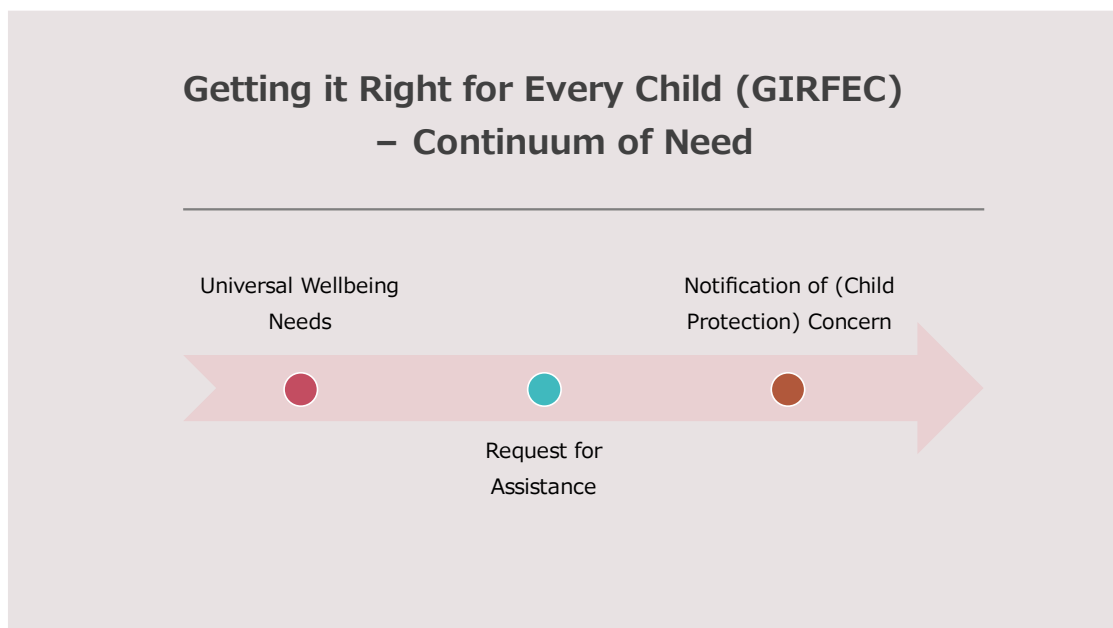 Getting it Right for Every Child (GIRFEC)
– Continuum of Need
Universal Wellbeing
Needs
Request for
Assistance
Notification of (Child
Protection) Concern